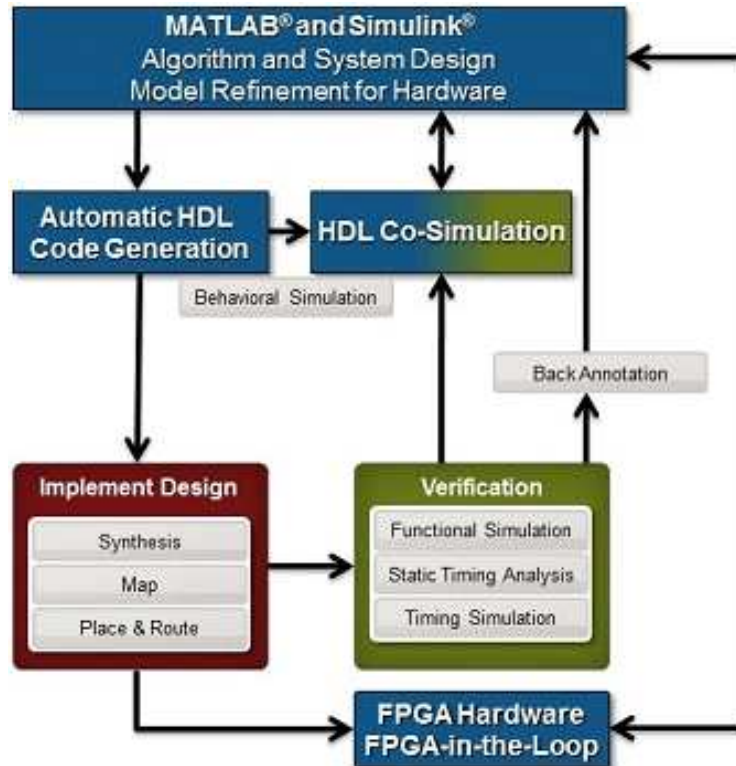 MATLAB® and Simulink®
Algorithm and System Design
Model Refinement for Hardware
Automatic HDL
Code Generation
HDL Co-Simulation
Behavioral Simulation
Back Annotation
Implement Design
Synthesis
Map
Place & Route
Verification
Functional Simulation
Static Timing Analysis
Timing Simulation
FPGA Hardware
FPGA-in-the-Loop